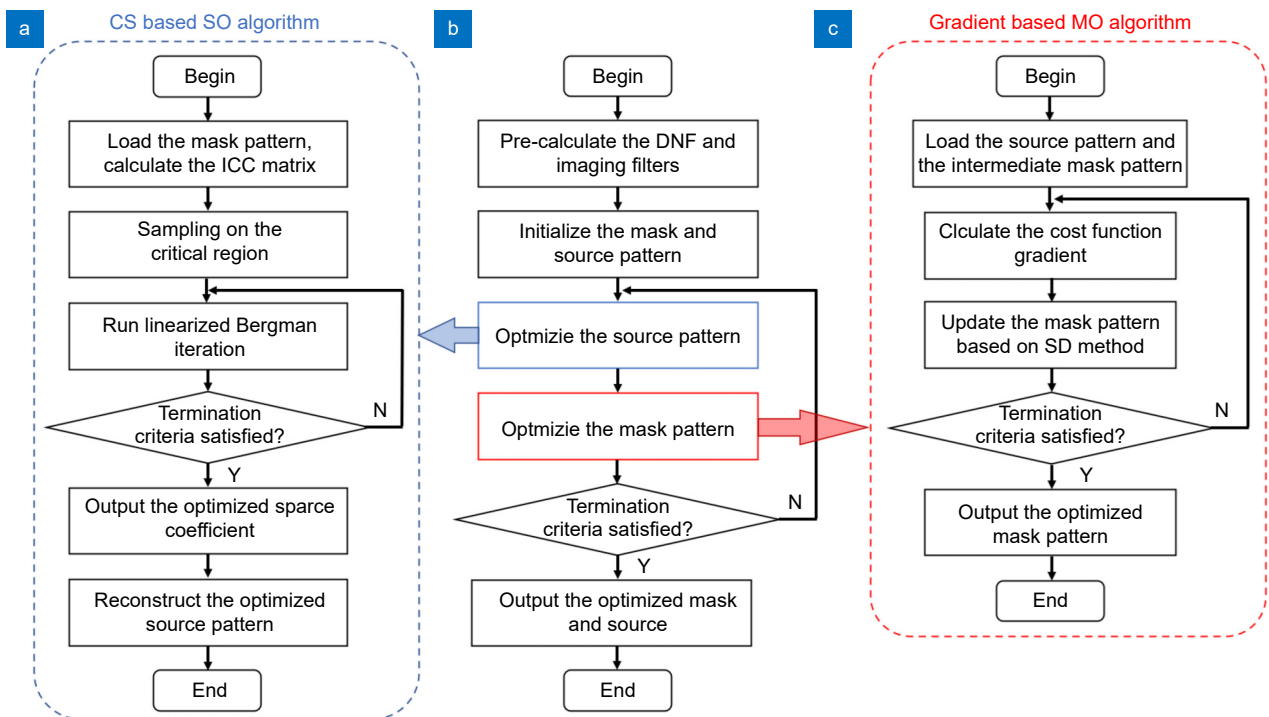 a
CS based SO algorithm
Begin
Load the mask pattern,
calculate the ICC matrix
Sampling on the
critical region
Run linearized Bergman
iteration
Termination
criteria satisfied?
N
Y
Output the optimized sparce
coefficient
Reconstruct the optimized
source pattern
End
b
Begin
Pre-calculate the DNF and
imaging filters
Initialize the mask and
source pattern
Optmizie the source pattern
Optmizie the mask pattern
Termination
criteria satisfied?
N
Y
Output the optimized mask
and source
End
c
Gradient based MO algorithm
Begin
Load the source pattern and
the intermediate mask pattern
Clculate the cost function
gradient
Update the mask pattern
based on SD method
Termination
criteria satisfied?
N
Y
Output the optimized
mask pattern
End